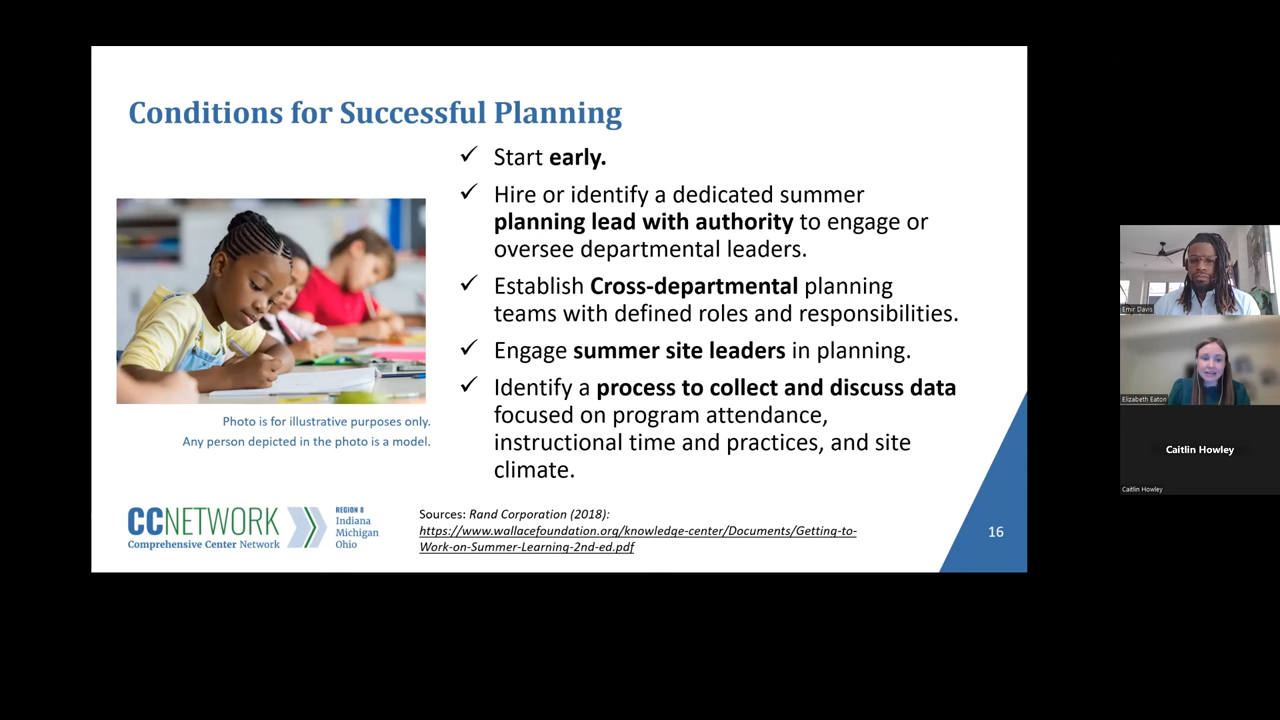 Conditions for Successful Planning
✓ Start early.
✓ Hire or identify a dedicated summer
planning lead with authority to engage or
oversee departmental leaders.
✓ Establish Cross-departmental planning
teams with defined roles and responsibilities.
✓ Engage summer site leaders in planning.
✓ Identify a process to collect and discuss data
focused on program attendance,
instructional time and practices, and site
climate.
Photo is for illustrative purposes only.
Any person depicted in the photo is a model.
CCNETWORK
Comprehensive Center Network
REGION 8
Indiana
Michigan
Ohio
Sources: Rand Corporation (2018):
https://www.wallacefoundation.org/knowledge-center/Documents/Getting-to-
Work-on-Summer-Learning-2nd-ed.pdf
16
Emir Davis
Elizabeth Eaton
Caitlin Howley
Caitlin Howley